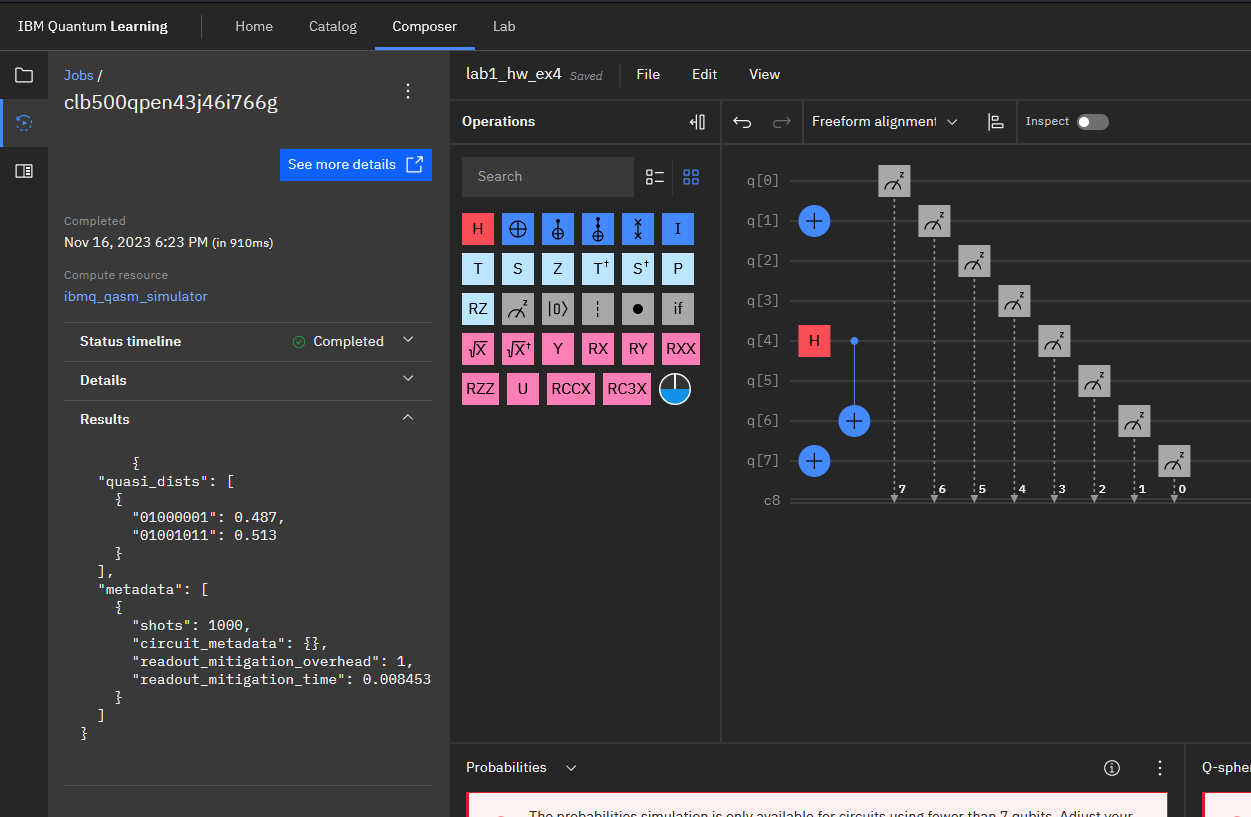 IBM Quantum Learning
Home
Catalog
Composer
Lab
Jobs /
clb500qpen43j46i766g
See more details
Completed
Nov 16, 2023 6:23 PM (in 910ms)
Compute resource
ibmq_qasm_simulator
Status timeline
Completed
Details
Results
{
"quasi_dists": [
{
"01000001": 0.487,
"01001011": 0.513
}
],
"metadata": [
{
"shots": 1000,
"circuit_metadata": {},
"readout_mitigation_overhead": 1,
"readout_mitigation_time": 0.008453
}
]
}
lab1_hw_ex4 Saved
File
Edit
View
Operations
Search
H
I
T S Z T† S† P
RZ z |0⟩ if
√X √X† Y RX RY RXX
RZZ U RCCX RC3X
Freeform alignment
Inspect
q[0] z
q[1] + z
q[2] z
q[3] z
q[4] H z
q[5] z
q[6] + z
q[7] + z
c8 7 6 5 4 3 2 1 0
Probabilities
The probabilities simulation is only available for circuits using fewer than 7 qubits. Adjust your
Q-sphe